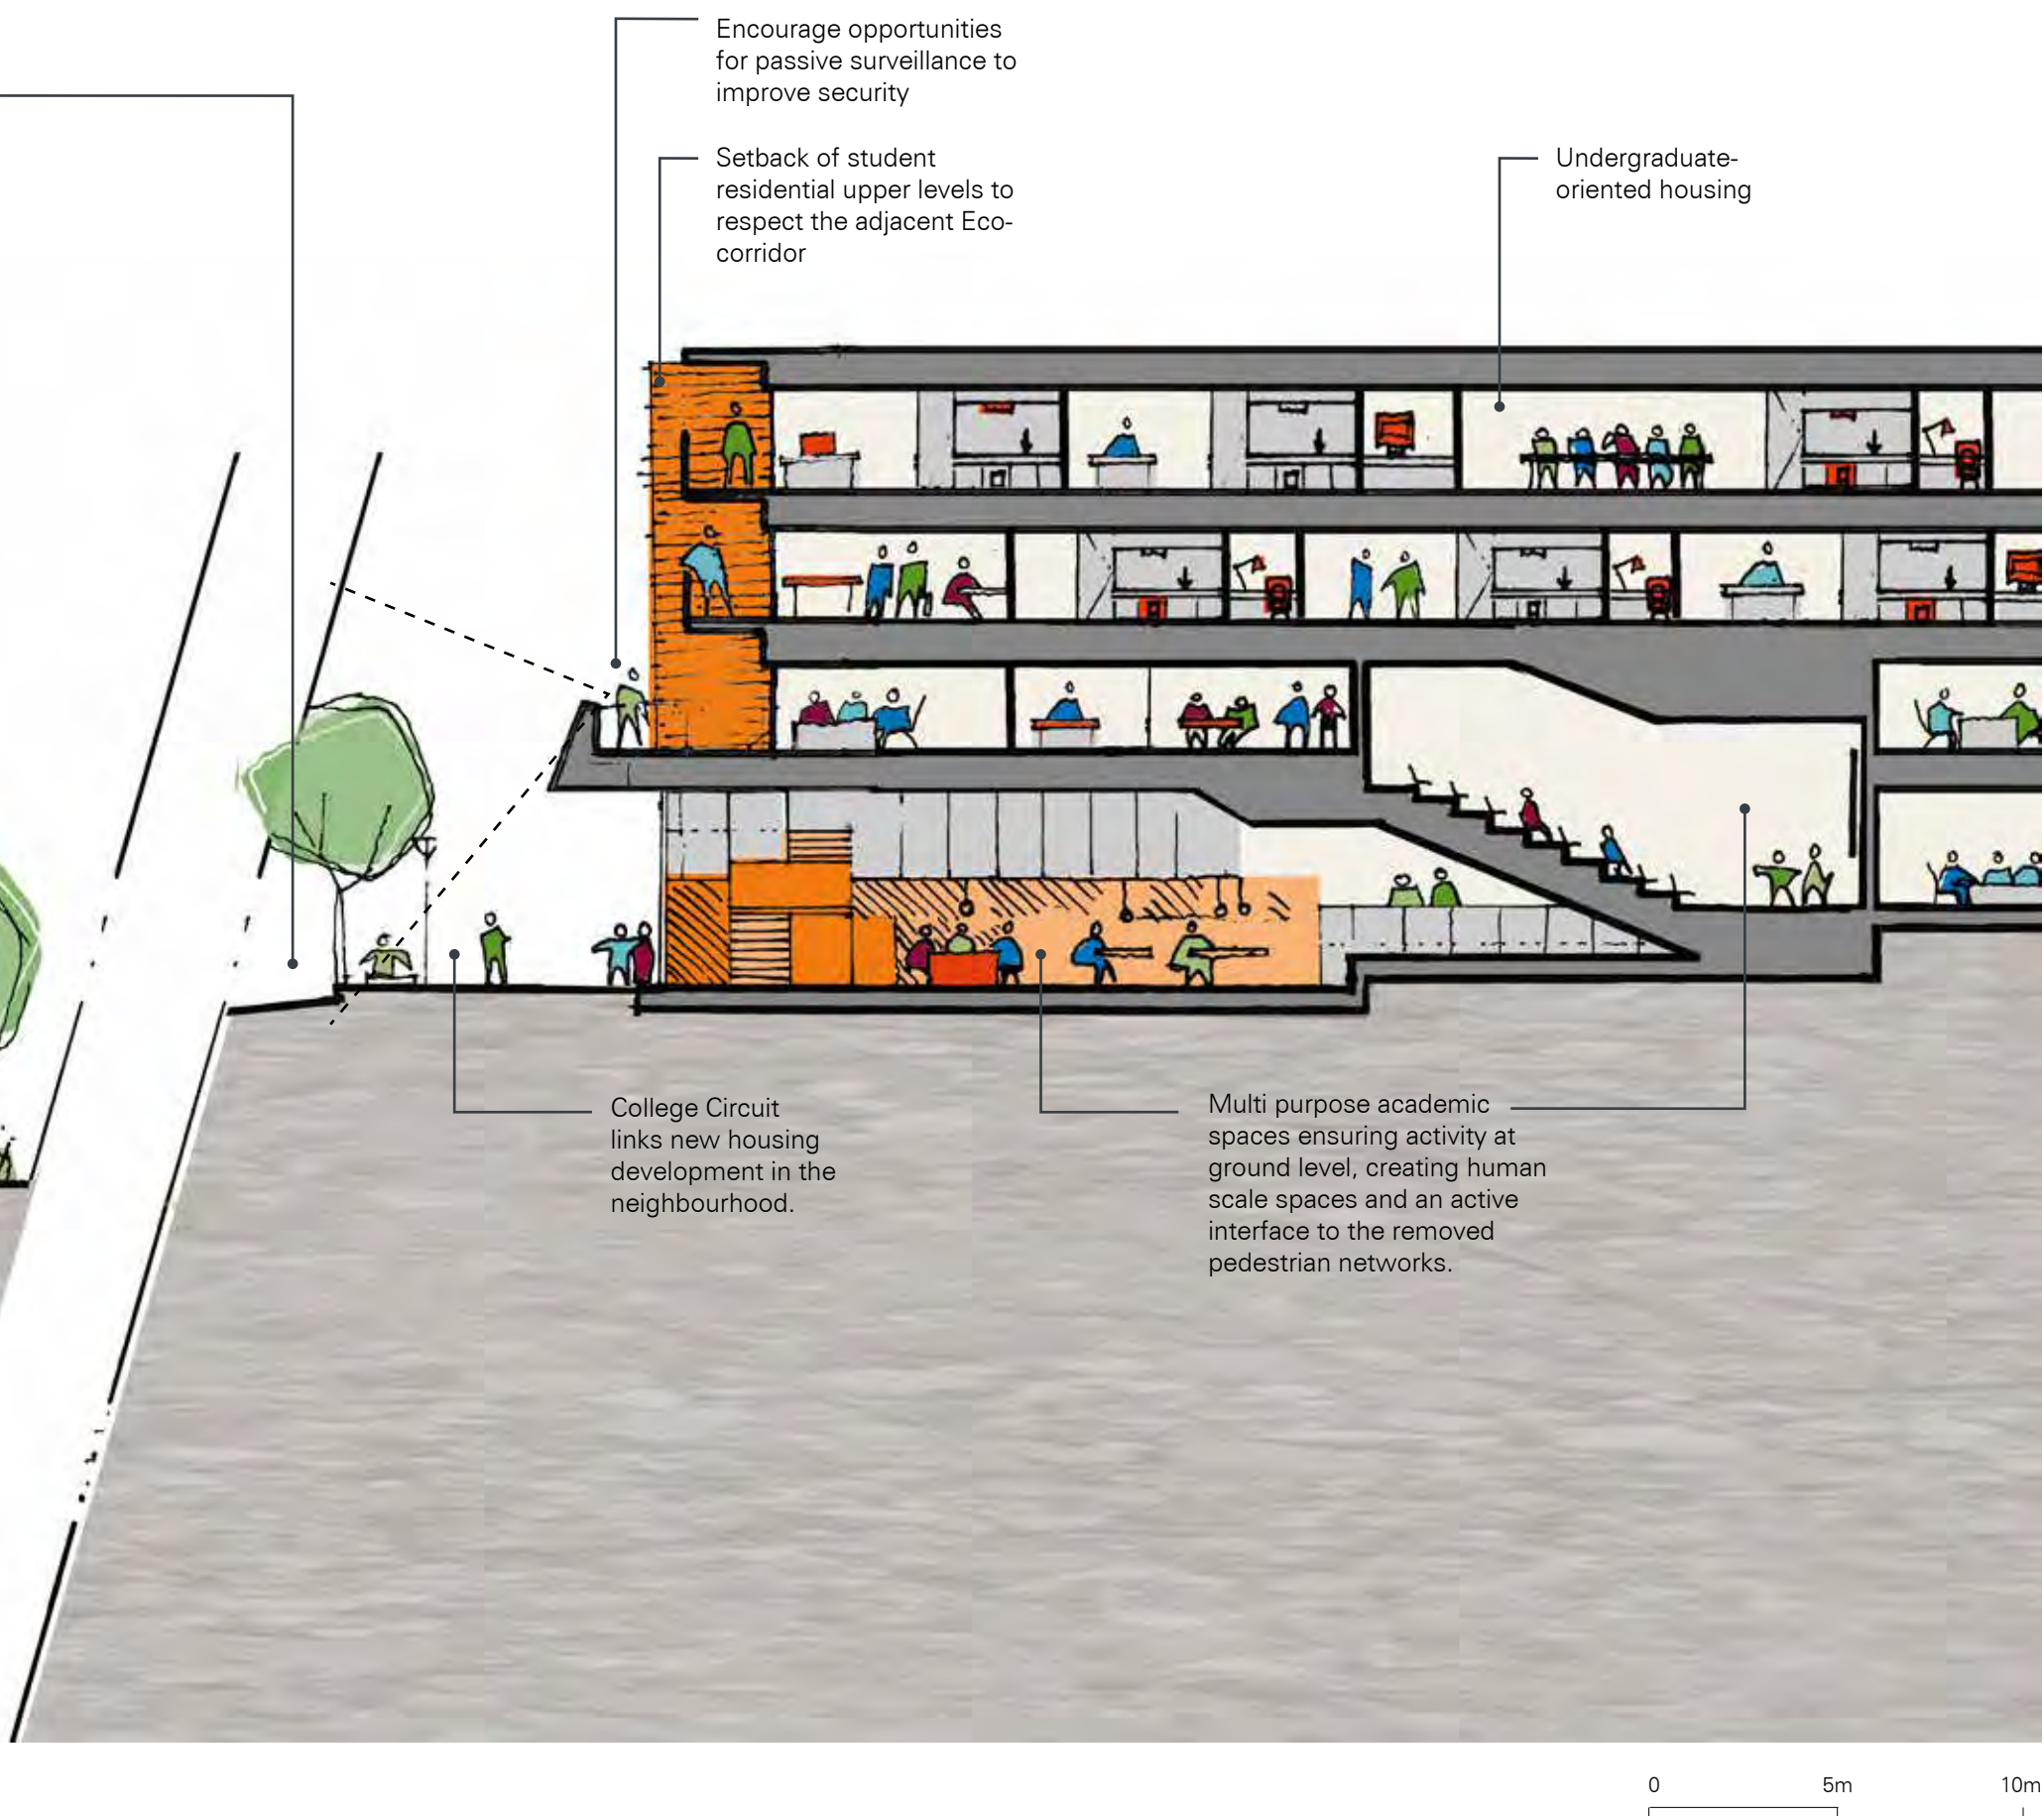 Encourage opportunities
for passive surveillance to
improve security
Setback of student
residential upper levels to
respect the adjacent Eco-
corridor
Undergraduate-
oriented housing
College Circuit
links new housing
development in the
neighbourhood.
Multi purpose academic
spaces ensuring activity at
ground level, creating human
scale spaces and an active
interface to the removed
pedestrian networks.
0 5m 10m